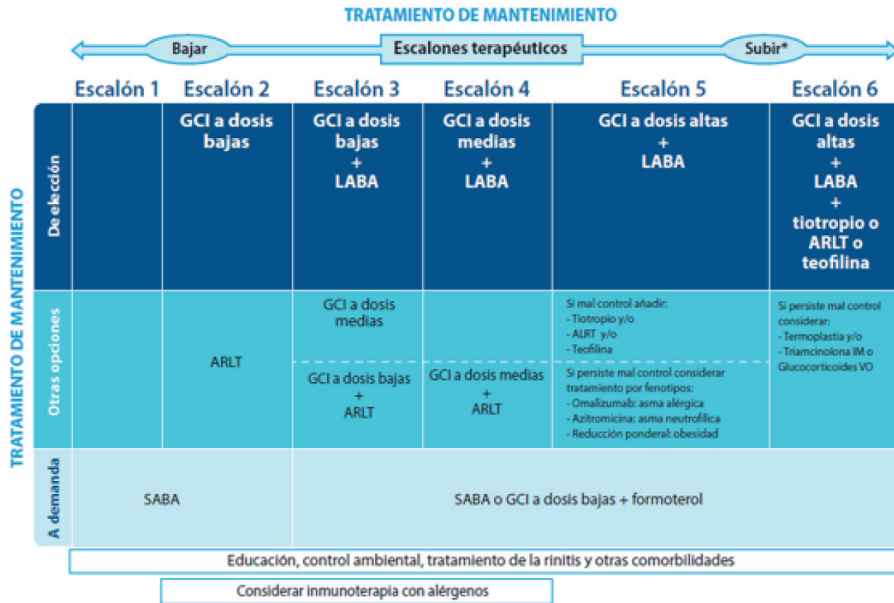 TRATAMIENTO DE MANTENIMIENTO
Bajar
Escalones terapéuticos
Subir*
Escalón 1
Escalón 2
Escalón 3
Escalón 4
Escalón 5
Escalón 6
TRATAMIENTO DE MANTENIMIENTO
De elección
GCI a dosis
bajas
GCI a dosis
bajas
+
LABA
GCI a dosis
medias
+
LABA
GCI a dosis altas
+
LABA
GCI a dosis
altas
+
LABA
+
tiotropio o
ARLT o
teofilina
Otras opciones
ARLT
GCI a dosis
medias
GCI a dosis bajas
+
ARLT
GCI a dosis medias
+
ARLT
Si mal control añadir:
- Tiotropio y/o
- ALRT y/o
- Teofilina
Si persiste mal control considerar
tratamiento por fenotipos:
- Omalizumab: asma alérgica
- Azitromicina: asma neutrofílica
- Reducción ponderal: obesidad
Si persiste mal control
considerar:
- Termoplastia y/o
- Triamcinolona IM o
Glucocorticoides VO
A demanda
SABA
SABA o GCI a dosis bajas + formoterol
Educación, control ambiental, tratamiento de la rinitis y otras comorbilidades
Considerar inmunoterapia con alérgenos